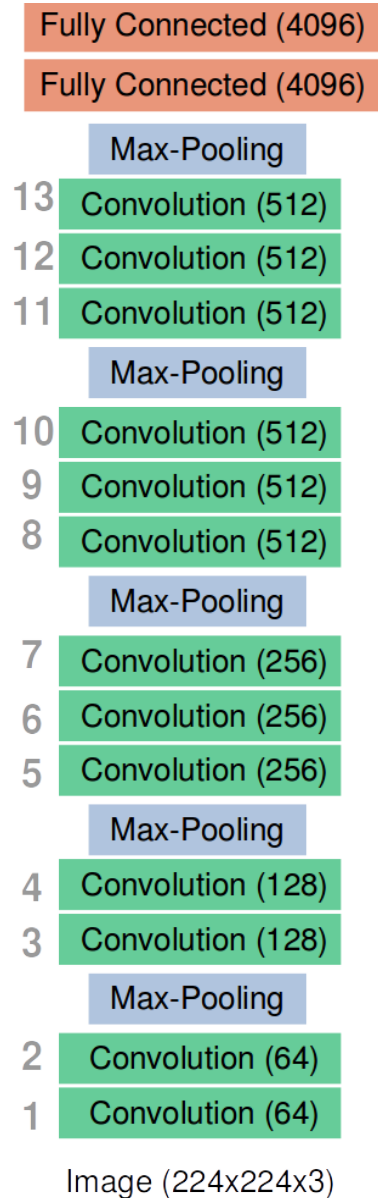 Fully Connected (4096)
Fully Connected (4096)
Max-Pooling
13 Convolution (512)
12 Convolution (512)
11 Convolution (512)
Max-Pooling
10 Convolution (512)
9 Convolution (512)
8 Convolution (512)
Max-Pooling
7 Convolution (256)
6 Convolution (256)
5 Convolution (256)
Max-Pooling
4 Convolution (128)
3 Convolution (128)
Max-Pooling
2 Convolution (64)
1 Convolution (64)
Image (224x224x3)